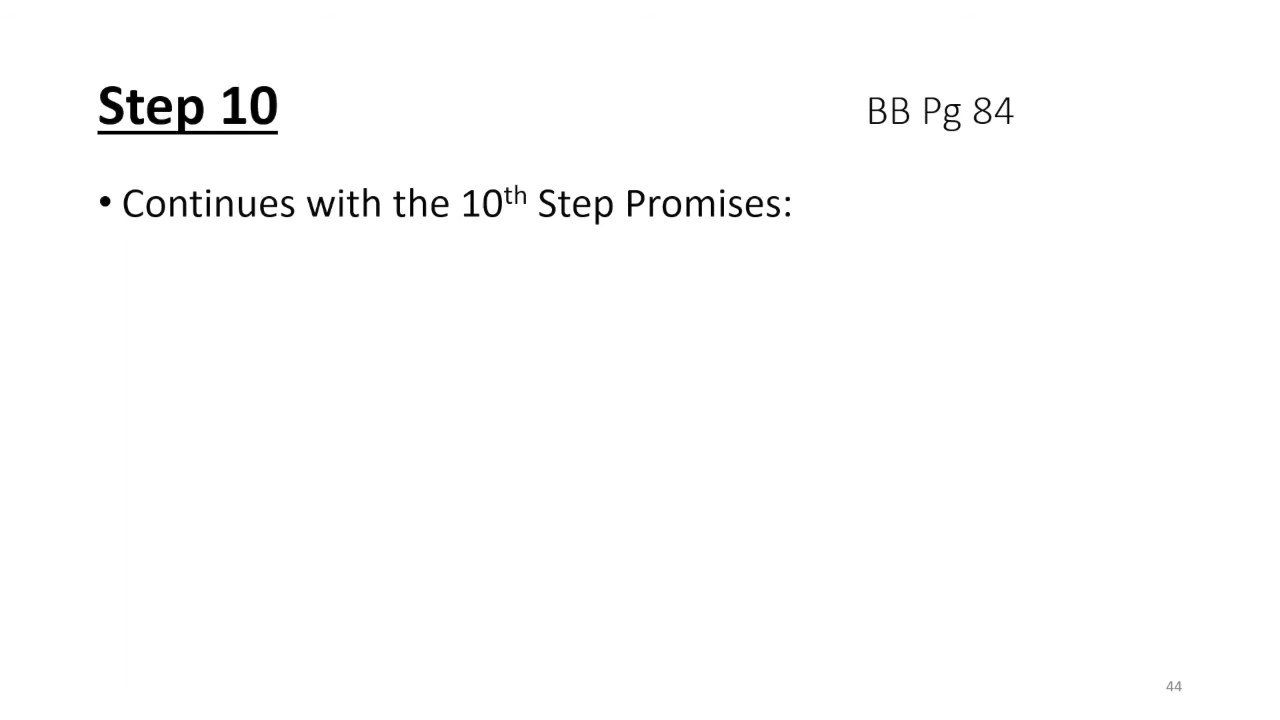 Step 10 BB Pg 84
• Continues with the 10th Step Promises:
44